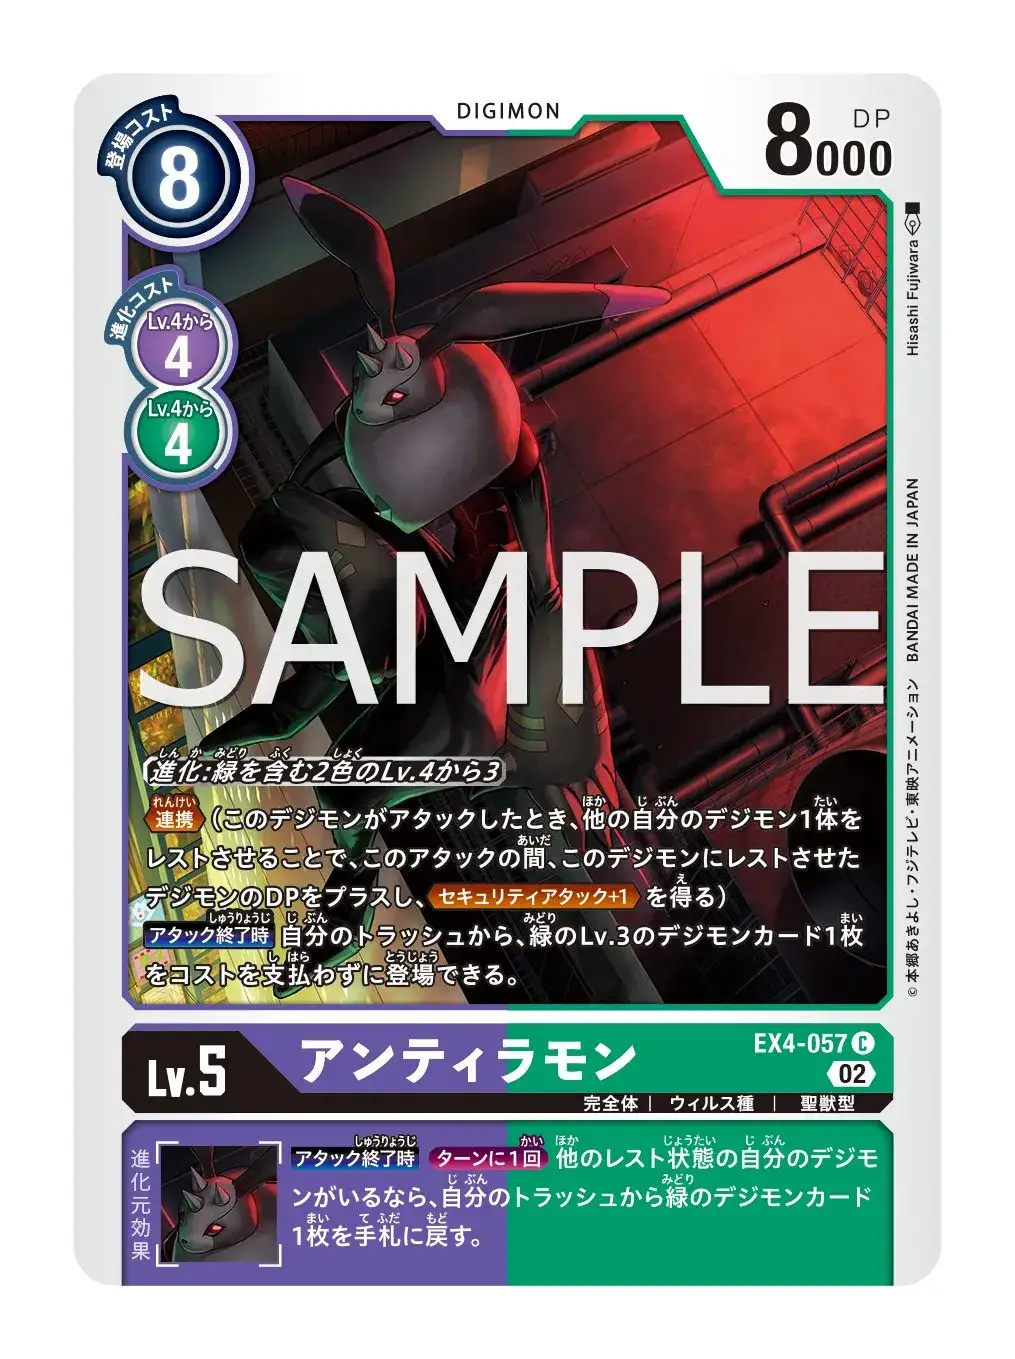 DIGIMON
登場コスト
8
DP
8000
進化コスト
Lv.4から
4
Lv.4から
4
Hisashi Fujiwara
SAMPLE
進化:緑を含む2色のLv.4から3
連携(このデジモンがアタックしたとき、他の自分のデジモン1体を
レストさせることで、このアタックの間、このデジモンにレストさせた
デジモンのDPをプラスし、セキュリティアタック+1を得る)
アタック終了時 自分のトラッシュから、緑のLv.3のデジモンカード1枚
をコストを支払わずに登場できる。
©本郷あきよし・フジテレビ・東映アニメーション BANDAI MADE IN JAPAN
Lv.5
アンティラモン
EX4-057 C
02
完全体 | ウィルス種 | 聖獣型
進化元効果
アタック終了時 ターンに1回 他のレスト状態の自分のデジモ
ンがいるなら、自分のトラッシュから緑のデジモンカード
1枚を手札に戻す。